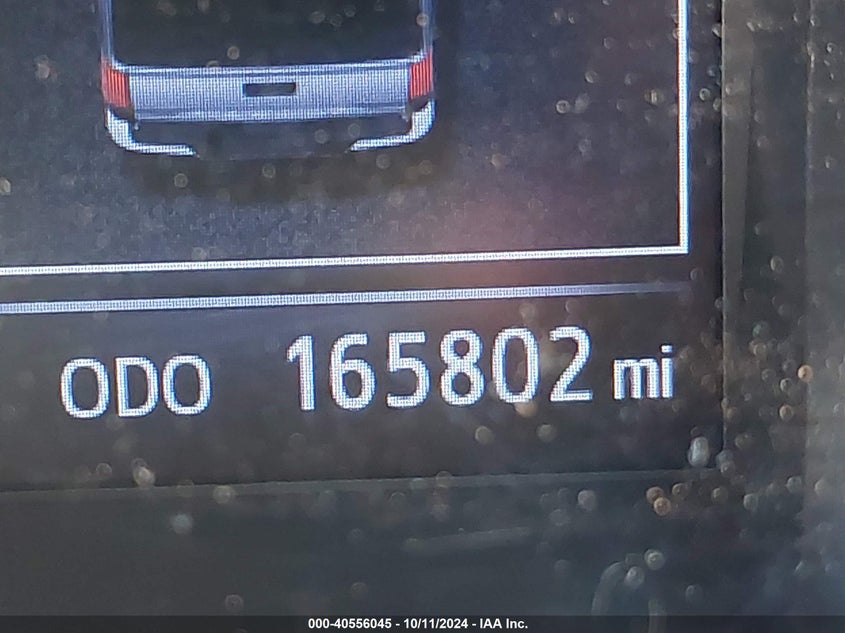 ODO 165802 mi
000-40556045 - 10/11/2024 - IAA Inc.